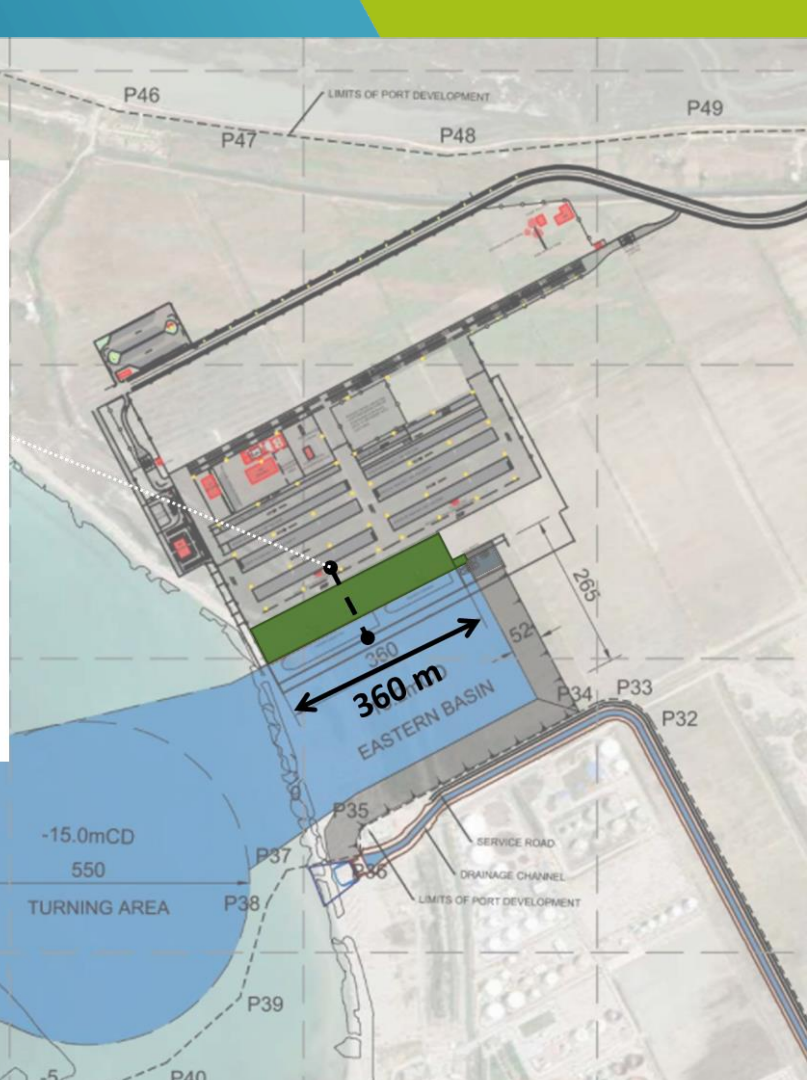 P46
LIMITS OF PORT DEVELOPMENT
P49
P47
P48
265
52
360
360 m
EASTERN BASIN
P34
P33
P32
P35
-15.0mCD
550
TURNING AREA
P37
P36
P38
SERVICE ROAD
DRAINAGE CHANNEL
LIMITS OF PORT DEVELOPMENT
P39
-5
P40